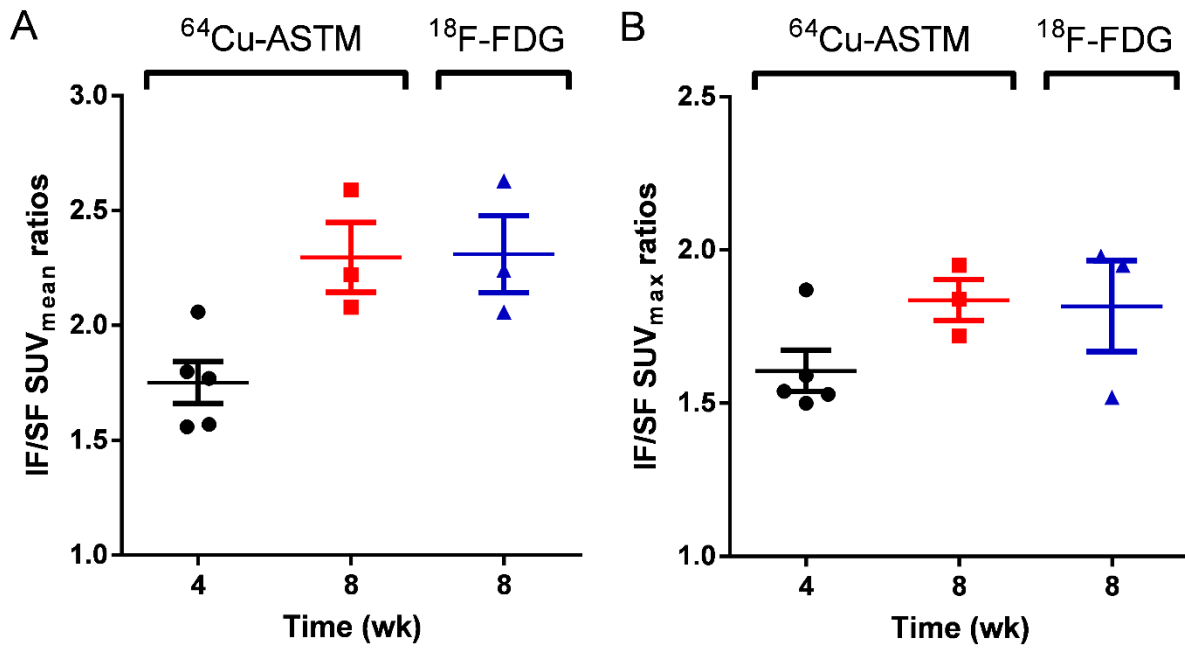 A
⁶⁴Cu-ASTM ¹⁸F-FDG
3.0
2.5
2.0
1.5
1.0
IF/SF SUVmean ratios
4 8 8
Time (wk)
B
⁶⁴Cu-ASTM ¹⁸F-FDG
2.5
2.0
1.5
1.0
IF/SF SUVmax ratios
4 8 8
Time (wk)